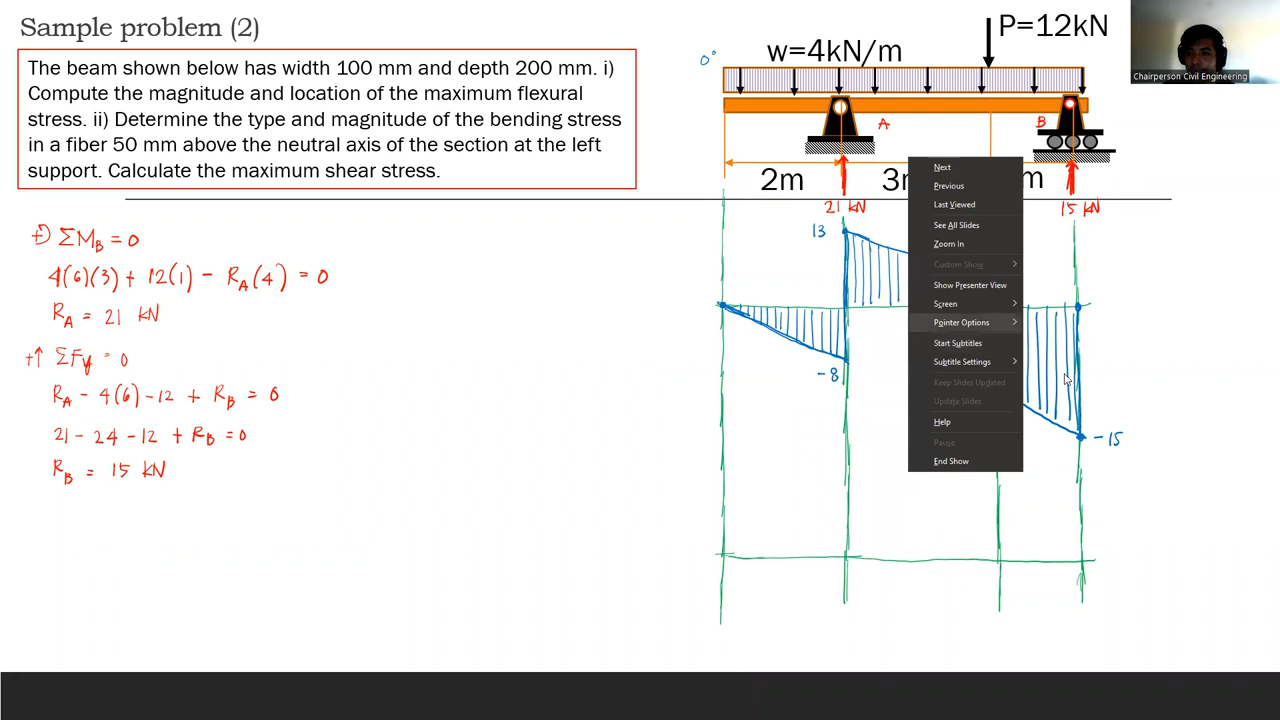 Sample problem (2)
The beam shown below has width 100 mm and depth 200 mm. i)
Compute the magnitude and location of the maximum flexural
stress. ii) Determine the type and magnitude of the bending stress
in a fiber 50 mm above the neutral axis of the section at the left
support. Calculate the maximum shear stress.
P=12kN
w=4kN/m
0°
A
B
2m
3
m
21 kN
15 kN
Chairperson Civil Engineering
+) ΣM_B = 0
4(6)(3) + 12(1) - R_A(4) = 0
R_A = 21 kN
+↑ ΣFy = 0
R_A - 4(6) - 12 + R_B = 0
21 - 24 - 12 + R_B = 0
R_B = 15 kN
13
-8
-15
Next
Previous
Last Viewed
See All Slides
Zoom In
Custom Show
Show Presenter View
Screen
Pointer Options
Start Subtitles
Subtitle Settings
Keep Slides Updated
Update Slides
Help
Pause
End Show